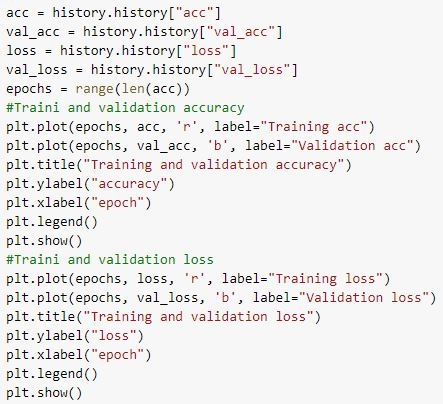 acc = history.history["acc"]
val_acc = history.history["val_acc"]
loss = history.history["loss"]
val_loss = history.history["val_loss"]
epochs = range(len(acc))
#Traini and validation accuracy
plt.plot(epochs, acc, 'r', label="Training acc")
plt.plot(epochs, val_acc, 'b', label="Validation acc")
plt.title("Training and validation accuracy")
plt.ylabel("accuracy")
plt.xlabel("epoch")
plt.legend()
plt.show()
#Traini and validation loss
plt.plot(epochs, loss, 'r', label="Training loss")
plt.plot(epochs, val_loss, 'b', label="Validation loss")
plt.title("Training and validation loss")
plt.ylabel("loss")
plt.xlabel("epoch")
plt.legend()
plt.show()